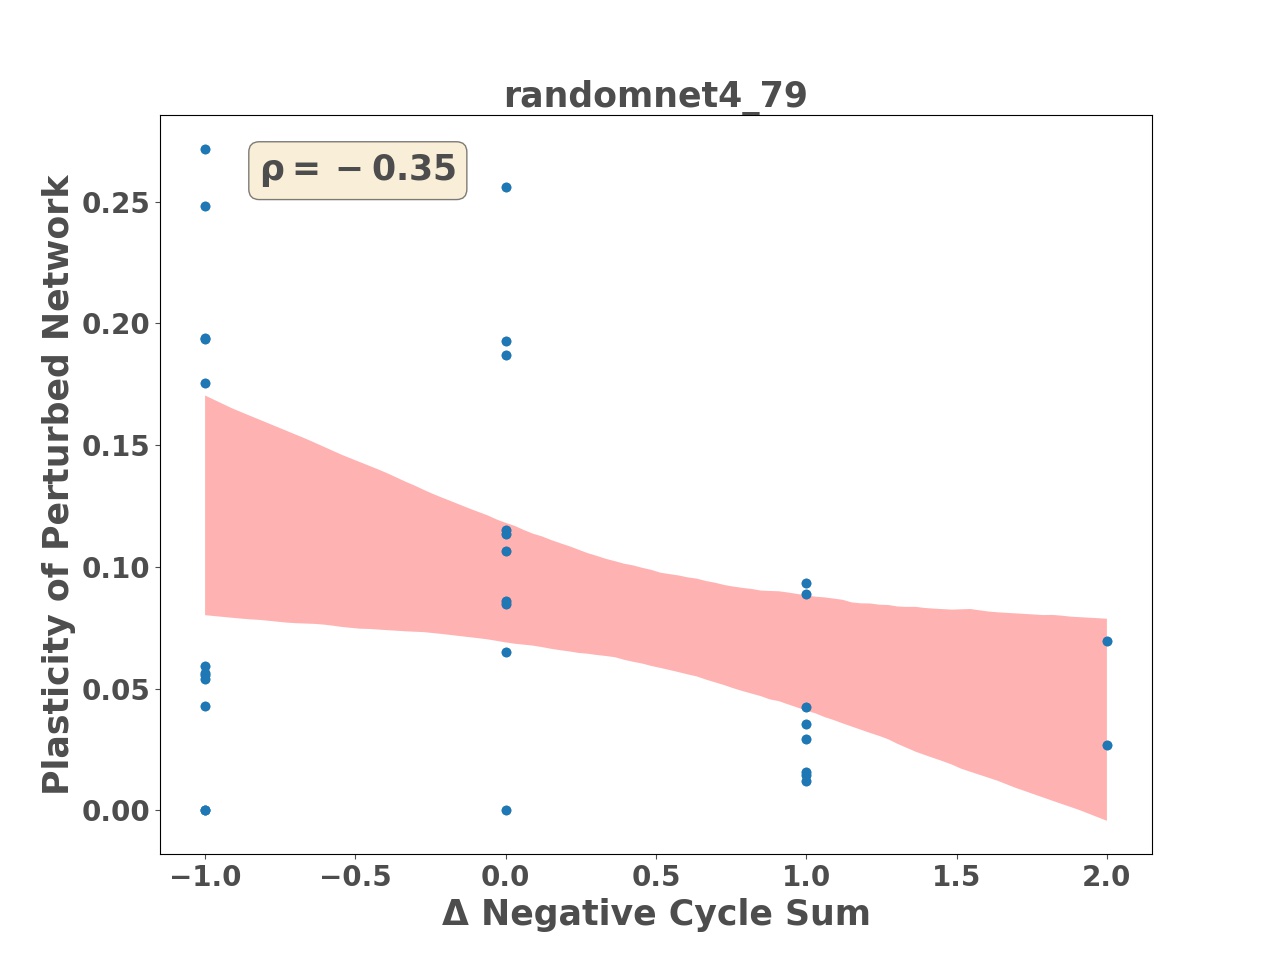 randomnet4_79
ρ = − 0.35
Plasticity of Perturbed Network
0.25
0.20
0.15
0.10
0.05
0.00
−1.0 −0.5 0.0 0.5 1.0 1.5 2.0
Δ Negative Cycle Sum